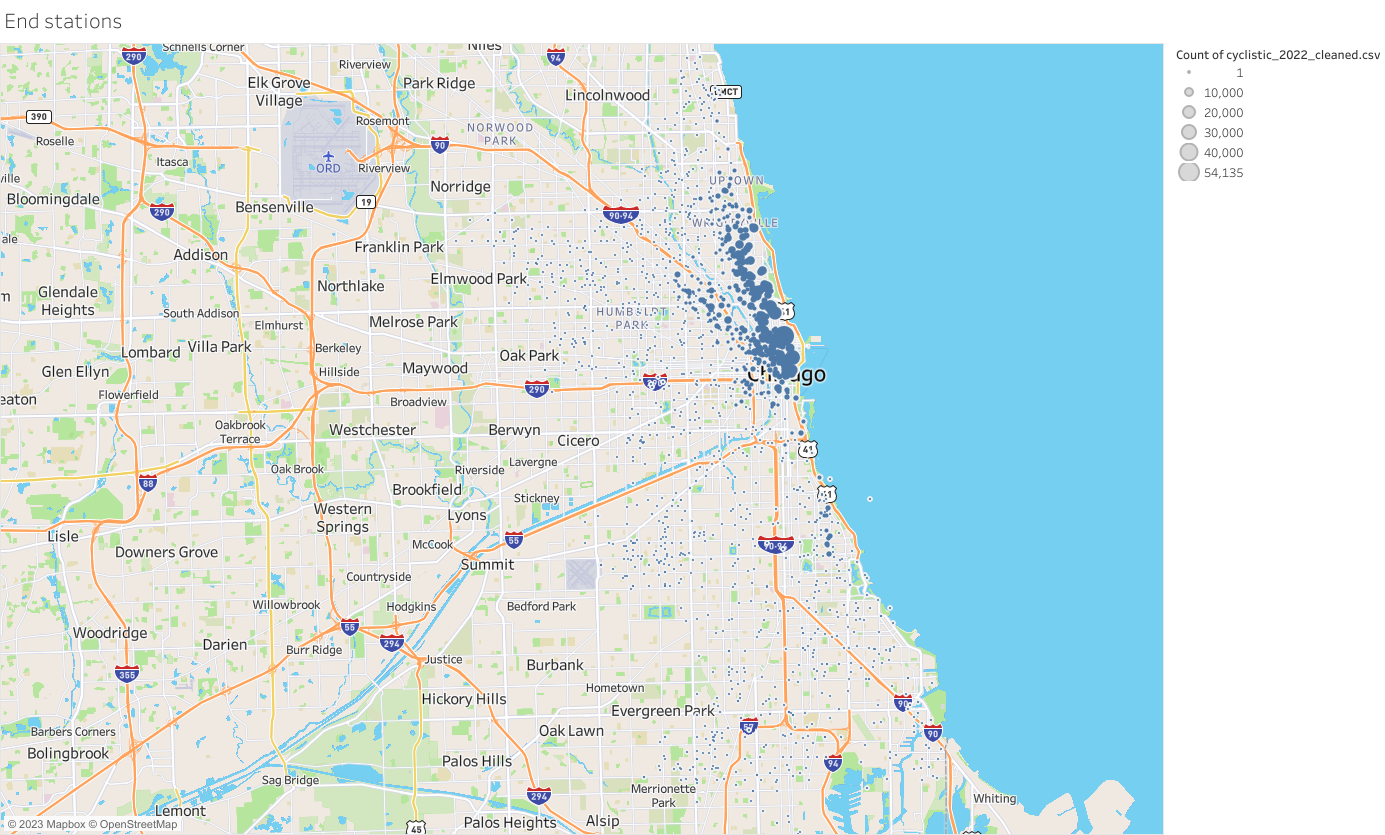 End stations
Count of cyclistic_2022_cleaned.csv
1
10,000
20,000
30,000
40,000
54,135
Schnells Corner
Niles
290
94
Riverview
Elk Grove
Village
Park Ridge
Lincolnwood
390
Rosemont
NORWOOD
PARK
Roselle
90
Itasca
ORD
Riverview
ville
UPTOWN
Norridge
Bloomingdale
19
Bensenville
290
90-94
ale
Franklin Park
Addison
Elmwood Park
Northlake
Glendale
Heights
South Addison
HUMBOLDT
PARK
Elmhurst
Melrose Park
Lombard
Villa Park
Berkeley
Oak Park
Glen Ellyn
Hillside
Maywood
Chicago
290
290
Flowerfield
eaton
Broadview
Oakbrook
Terrace
Westchester
Berwyn
Cicero
41
Oak Brook
Riverside
Lavergne
88
Brookfield
Stickney
41
Western
Springs
Lyons
Lisle
55
McCook
90-94
Downers Grove
Summit
Countryside
Willowbrook
Hodgkins
Bedford Park
Woodridge
55
294
Darien
Burr Ridge
Justice
Burbank
355
Hometown
Hickory Hills
90
Evergreen Park
Barbers Corners
Oak Lawn
57
90
Bolingbrook
Palos Hills
94
Sag Bridge
Merrionette
Park
294
Whiting
Lemont
45
Palos Heights
Alsip
© 2023 Mapbox © OpenStreetMap